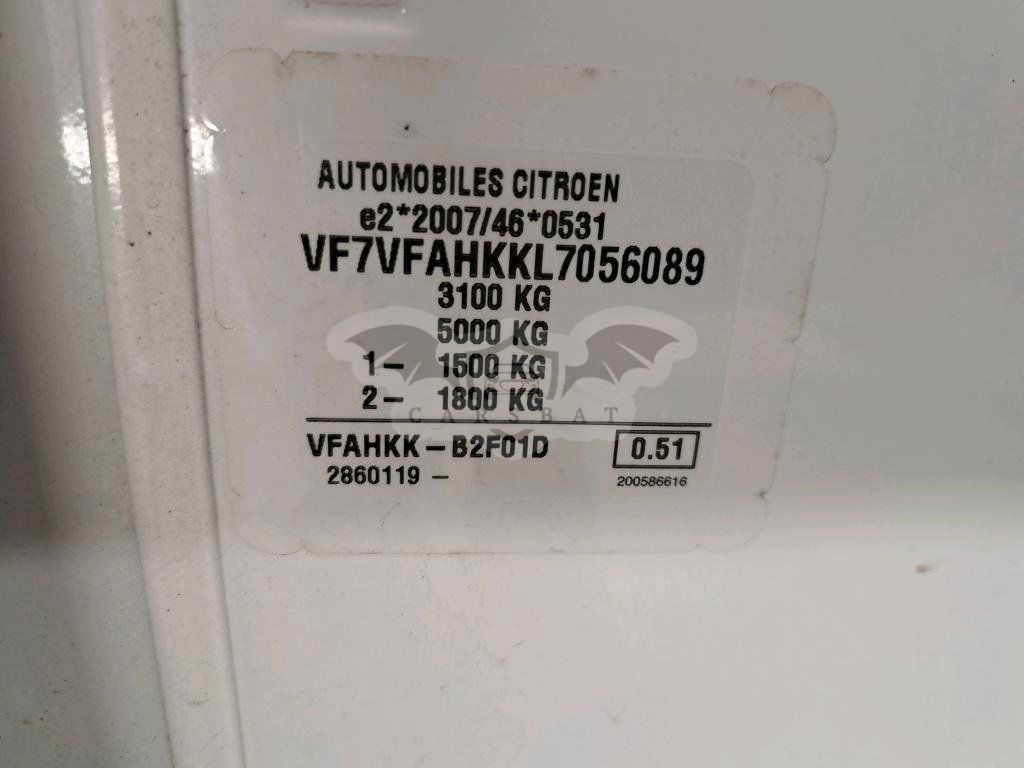 AUTOMOBILES CITROEN
e2*2007/46*0531
VF7VFAHKKL7056089
3100 KG
5000 KG
1- 1500 KG
2- 1800 KG
CARSBAT
VFAHKK-B2F01D 0.51
2860119 - 200586616